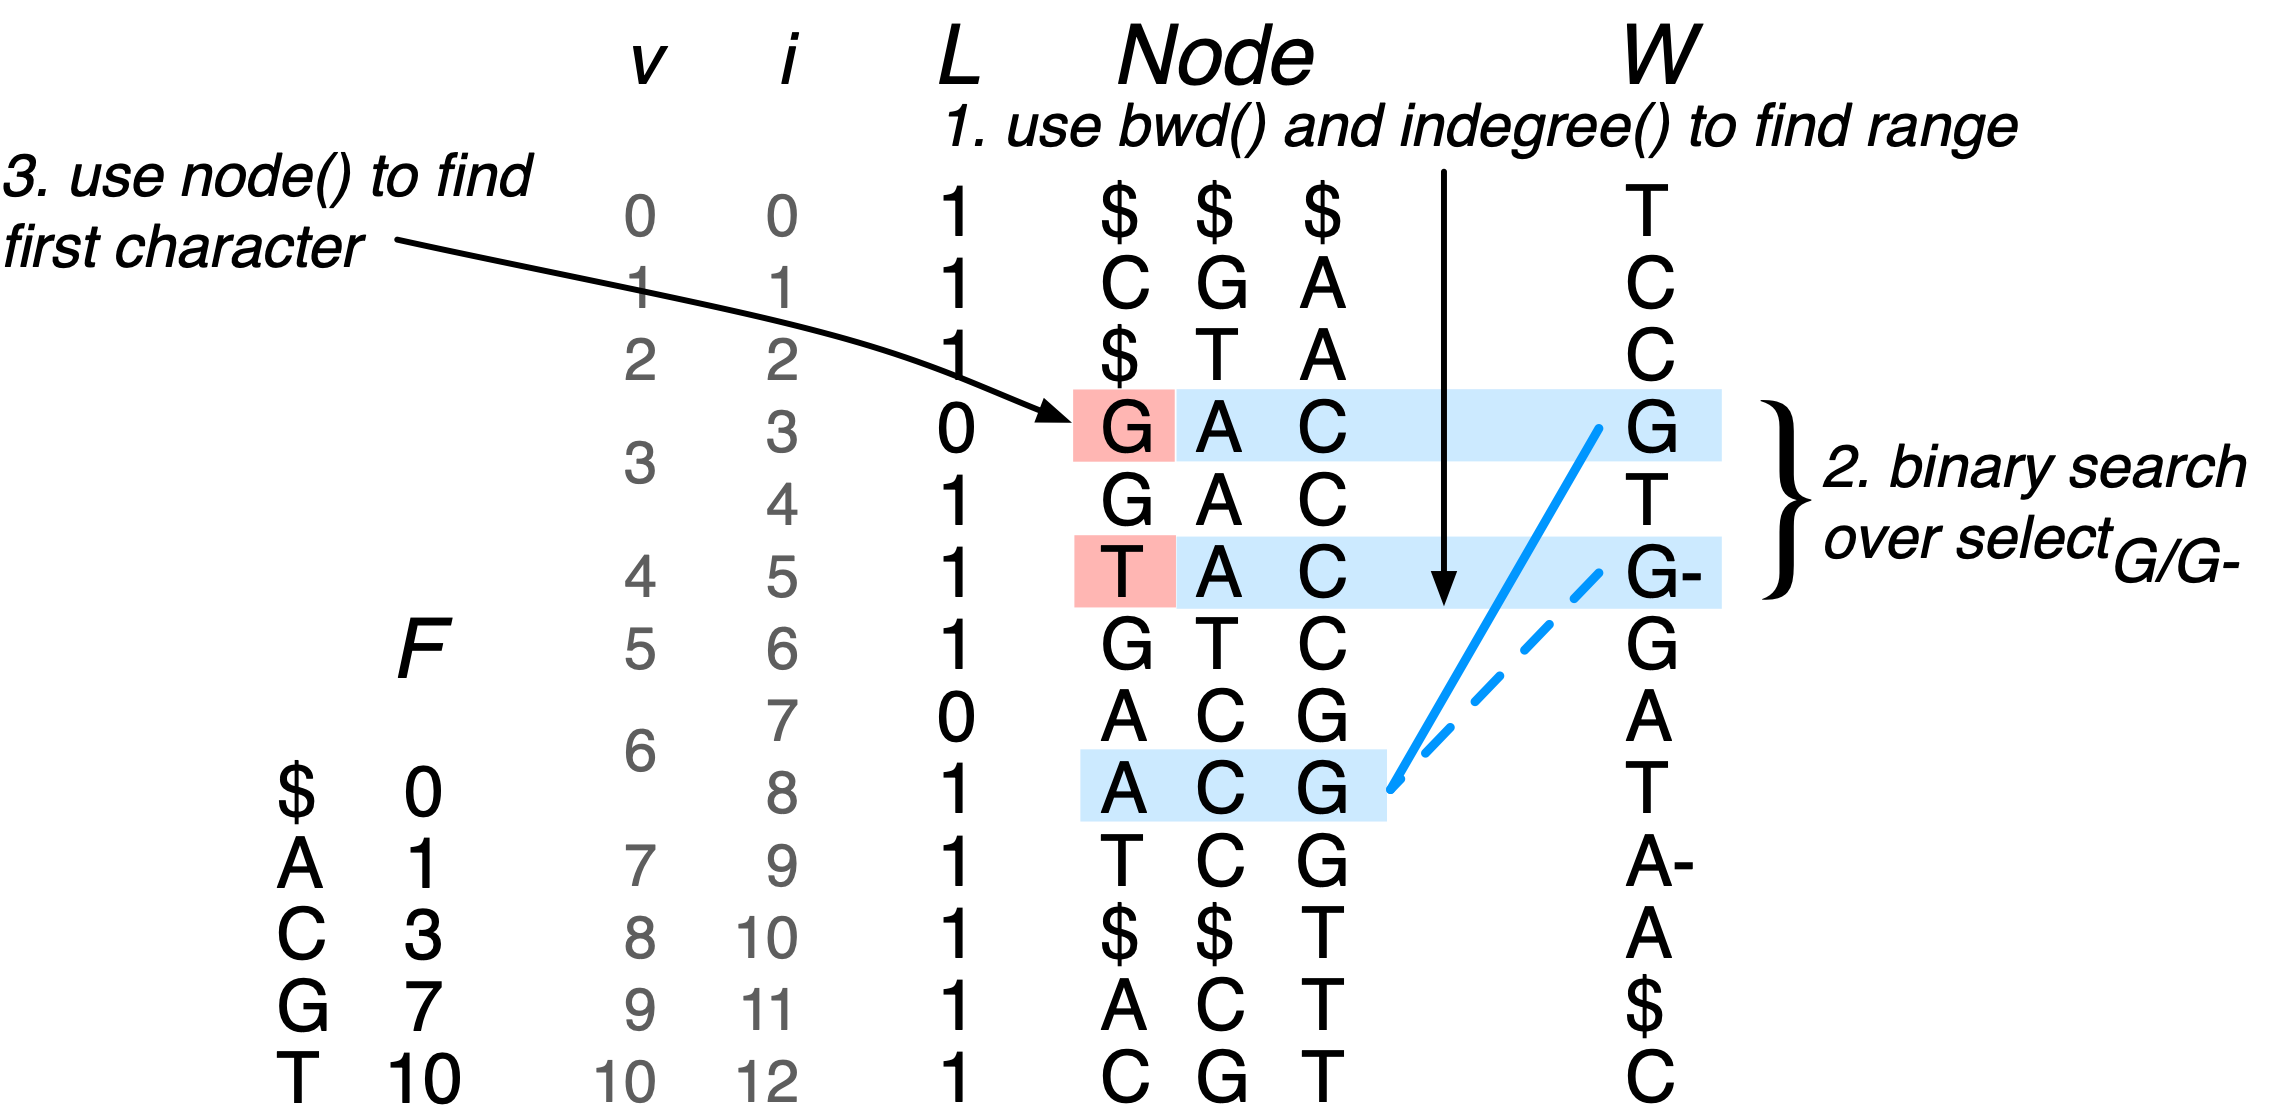 v i L Node W
1. use bwd() and indegree() to find range
3. use node() to find
first character
0 0 1 $ $ $ T
1 1 1 C G A C
2 2 1 $ T A C
3 3 0 G A C G
4 1 G A C T
2. binary search
over select G/G-
4 5 1 T A C G-
F
5 6 1 G T C G
6 7 0 A C G A
$ 0 8 1 A C G T
A 1 7 9 1 T C G A-
C 3 8 10 1 $ $ T A
G 7 9 11 1 A C T $
T 10 10 12 1 C G T C